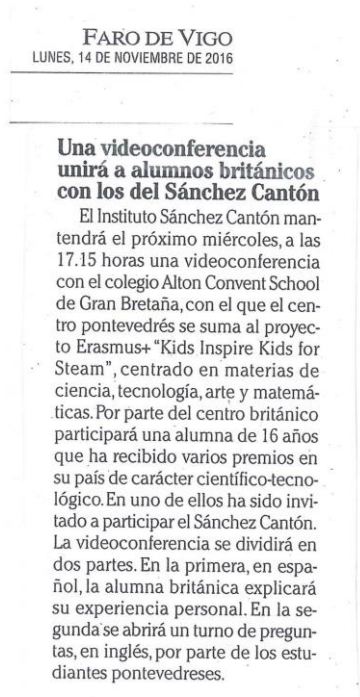 FARO DE VIGO
LUNES, 14 DE NOVIEMBRE DE 2016
Una videoconferencia
unirá a alumnos británicos
con los del Sánchez Cantón
El Instituto Sánchez Cantón man-
tendrá el próximo miércoles, a las
17.15 horas una videoconferencia
con el colegio Alton Convent School
de Gran Bretaña, con el que el cen-
tro pontevedrés se suma al proyec-
to Erasmus+ “Kids Inspire Kids for
Steam”, centrado en materias de
ciencia, tecnología, arte y matemá-
ticas. Por parte del centro británico
participará una alumna de 16 años
que ha recibido varios premios en
su país de carácter científico-tecno-
lógico. En uno de ellos ha sido invi-
tado a participar el Sánchez Cantón.
La videoconferencia se dividirá en
dos partes. En la primera, en espa-
ñol, la alumna británica explicará
su experiencia personal. En la se-
gunda se abrirá un turno de pregun-
tas, en inglés, por parte de los estu-
diantes pontevedreses.